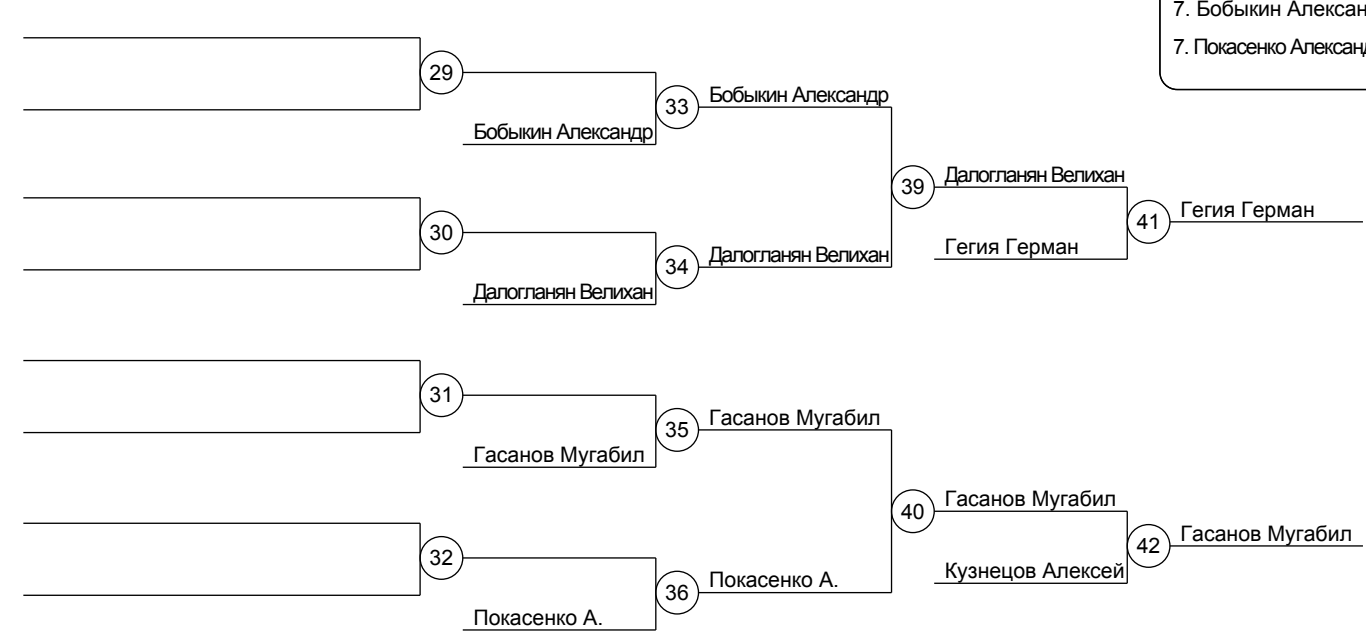 7. Бобыкин Алексан
7. Покасенко Александ
29
33
Бобыкин Александр
Бобыкин Александр
39
Далогланян Велихан
30
34
Далогланян Велихан
Далогланян Велихан
41
Гегия Герман
Гегия Герман
31
35
Гасанов Мугабил
Гасанов Мугабил
40
Гасанов Мугабил
32
36
Покасенко А.
Покасенко А.
42
Гасанов Мугабил
Кузнецов Алексей